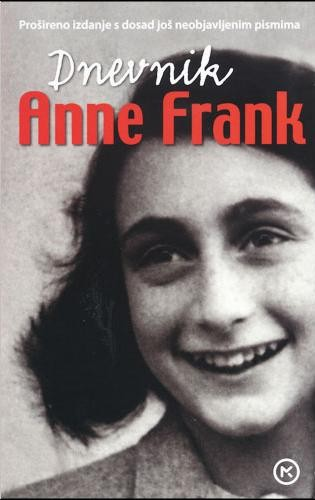 Prošireno izdanje s dosad još neobjavljenim pismima
Dnevnik
Anne Frank